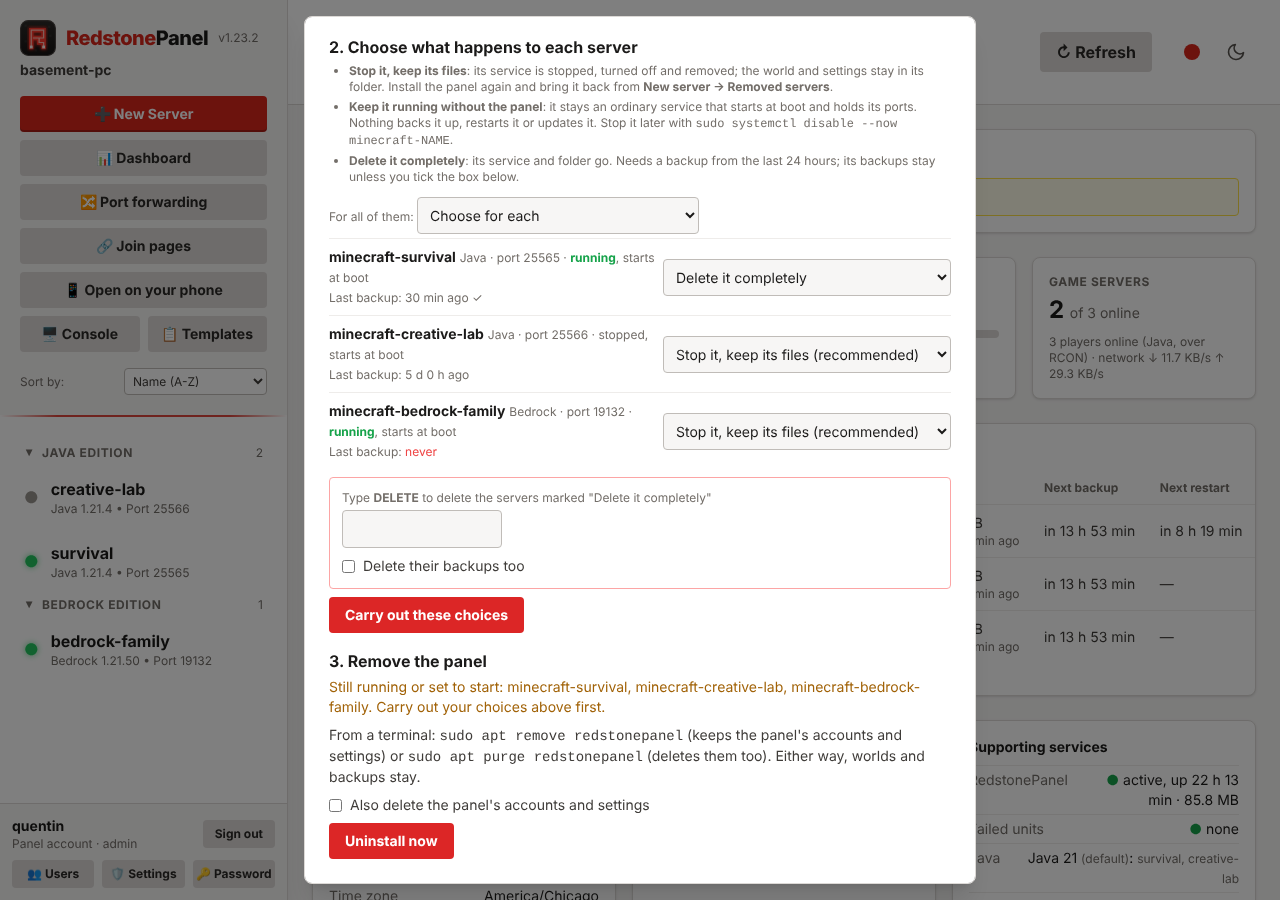 RedstonePanel v1.23.2
basement-pc
➕ New Server
📊 Dashboard
🔀 Port forwarding
🔗 Join pages
📱 Open on your phone
🖥️ Console
📋 Templates
Sort by:
Name (A-Z)
▼ JAVA EDITION 2
creative-lab
Java 1.21.4 • Port 25566
survival
Java 1.21.4 • Port 25565
▼ BEDROCK EDITION 1
bedrock-family
Bedrock 1.21.50 • Port 19132
quentin
Panel account · admin
Sign out
👥 Users
🛡️ Settings
🔑 Password
2. Choose what happens to each server
• Stop it, keep its files: its service is stopped, turned off and removed; the world and settings stay in its
folder. Install the panel again and bring it back from New server → Removed servers.
• Keep it running without the panel: it stays an ordinary service that starts at boot and holds its ports.
Nothing backs it up, restarts it or updates it. Stop it later with sudo systemctl disable --now
minecraft-NAME.
• Delete it completely: its service and folder go. Needs a backup from the last 24 hours; its backups stay
unless you tick the box below.
For all of them: Choose for each
minecraft-survival Java · port 25565 · running, starts
at boot
Last backup: 30 min ago ✓
Delete it completely
minecraft-creative-lab Java · port 25566 · stopped,
starts at boot
Last backup: 5 d 0 h ago
Stop it, keep its files (recommended)
minecraft-bedrock-family Bedrock · port 19132 ·
running, starts at boot
Last backup: never
Stop it, keep its files (recommended)
Type DELETE to delete the servers marked "Delete it completely"
Delete their backups too
Carry out these choices
3. Remove the panel
Still running or set to start: minecraft-survival, minecraft-creative-lab, minecraft-bedrock-
family. Carry out your choices above first.
From a terminal: sudo apt remove redstonepanel (keeps the panel's accounts and
settings) or sudo apt purge redstonepanel (deletes them too). Either way, worlds and
backups stay.
Also delete the panel's accounts and settings
Uninstall now
↻ Refresh
GAME SERVERS
2 of 3 online
3 players online (Java, over
RCON) · network ↓ 11.7 KB/s ↑
29.3 KB/s
Next backup Next restart
min ago in 13 h 53 min in 8 h 19 min
min ago in 13 h 53 min —
min ago in 13 h 53 min —
Supporting services
RedstonePanel active, up 22 h 13
min · 85.8 MB
units none
Java 21 (default): survival, creative-
lab
Time zone America/Chicago